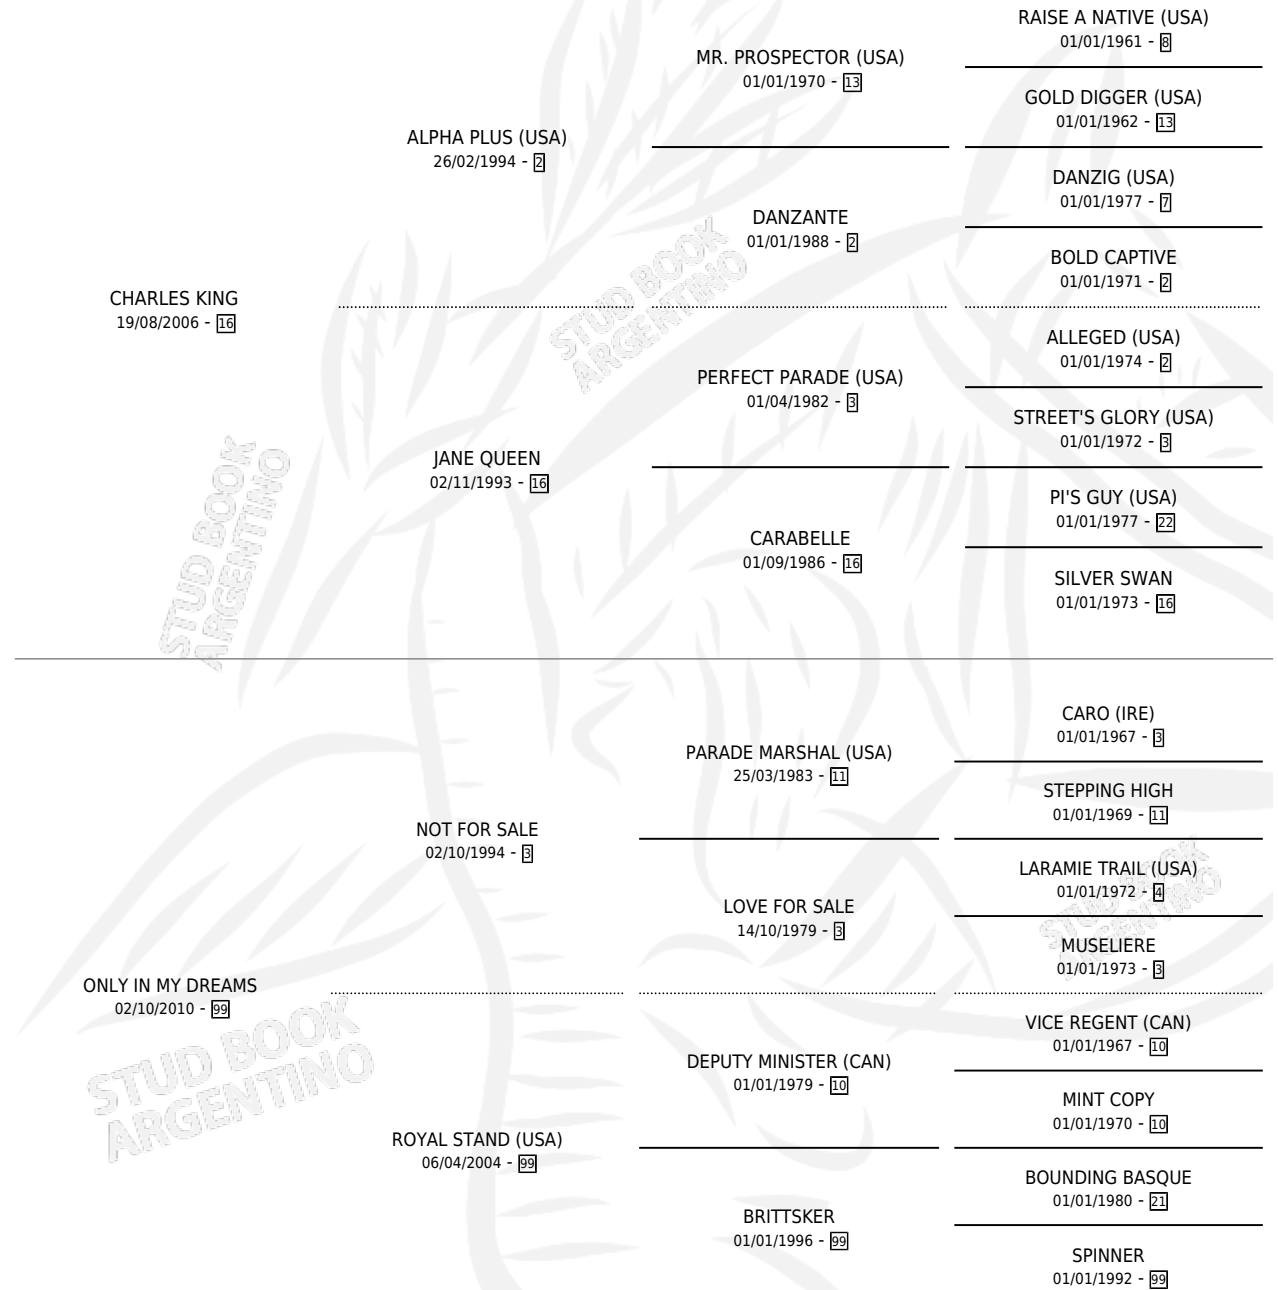 RAISE A NATIVE (USA)
01/01/1961 - 8
MR. PROSPECTOR (USA)
01/01/1970 - 13
GOLD DIGGER (USA)
01/01/1962 - 13
ALPHA PLUS (USA)
26/02/1994 - 2
DANZIG (USA)
01/01/1977 - 7
DANZANTE
01/01/1988 - 2
BOLD CAPTIVE
01/01/1971 - 2
CHARLES KING
19/08/2006 - 16
ALLEGED (USA)
01/01/1974 - 2
PERFECT PARADE (USA)
01/04/1982 - 3
STREET'S GLORY (USA)
01/01/1972 - 3
JANE QUEEN
02/11/1993 - 16
PI'S GUY (USA)
01/01/1977 - 22
CARABELLE
01/09/1986 - 16
SILVER SWAN
01/01/1973 - 16
CARO (IRE)
01/01/1967 - 3
PARADE MARSHAL (USA)
25/03/1983 - 11
STEPPING HIGH
01/01/1969 - 11
NOT FOR SALE
02/10/1994 - 3
LARAMIE TRAIL (USA)
01/01/1972 - 4
LOVE FOR SALE
14/10/1979 - 3
MUSELIERE
01/01/1973 - 3
ONLY IN MY DREAMS
02/10/2010 - 99
VICE REGENT (CAN)
01/01/1967 - 10
DEPUTY MINISTER (CAN)
01/01/1979 - 10
MINT COPY
01/01/1970 - 10
ROYAL STAND (USA)
06/04/2004 - 99
BOUNDING BASQUE
01/01/1980 - 21
BRITTSKER
01/01/1996 - 99
SPINNER
01/01/1992 - 99
STUD BOOK
ARGENTINO
STUD BOOK
ARGENTINO
STUD BOOK
ARGENTINO
STUD BOOK
ARGENTINO